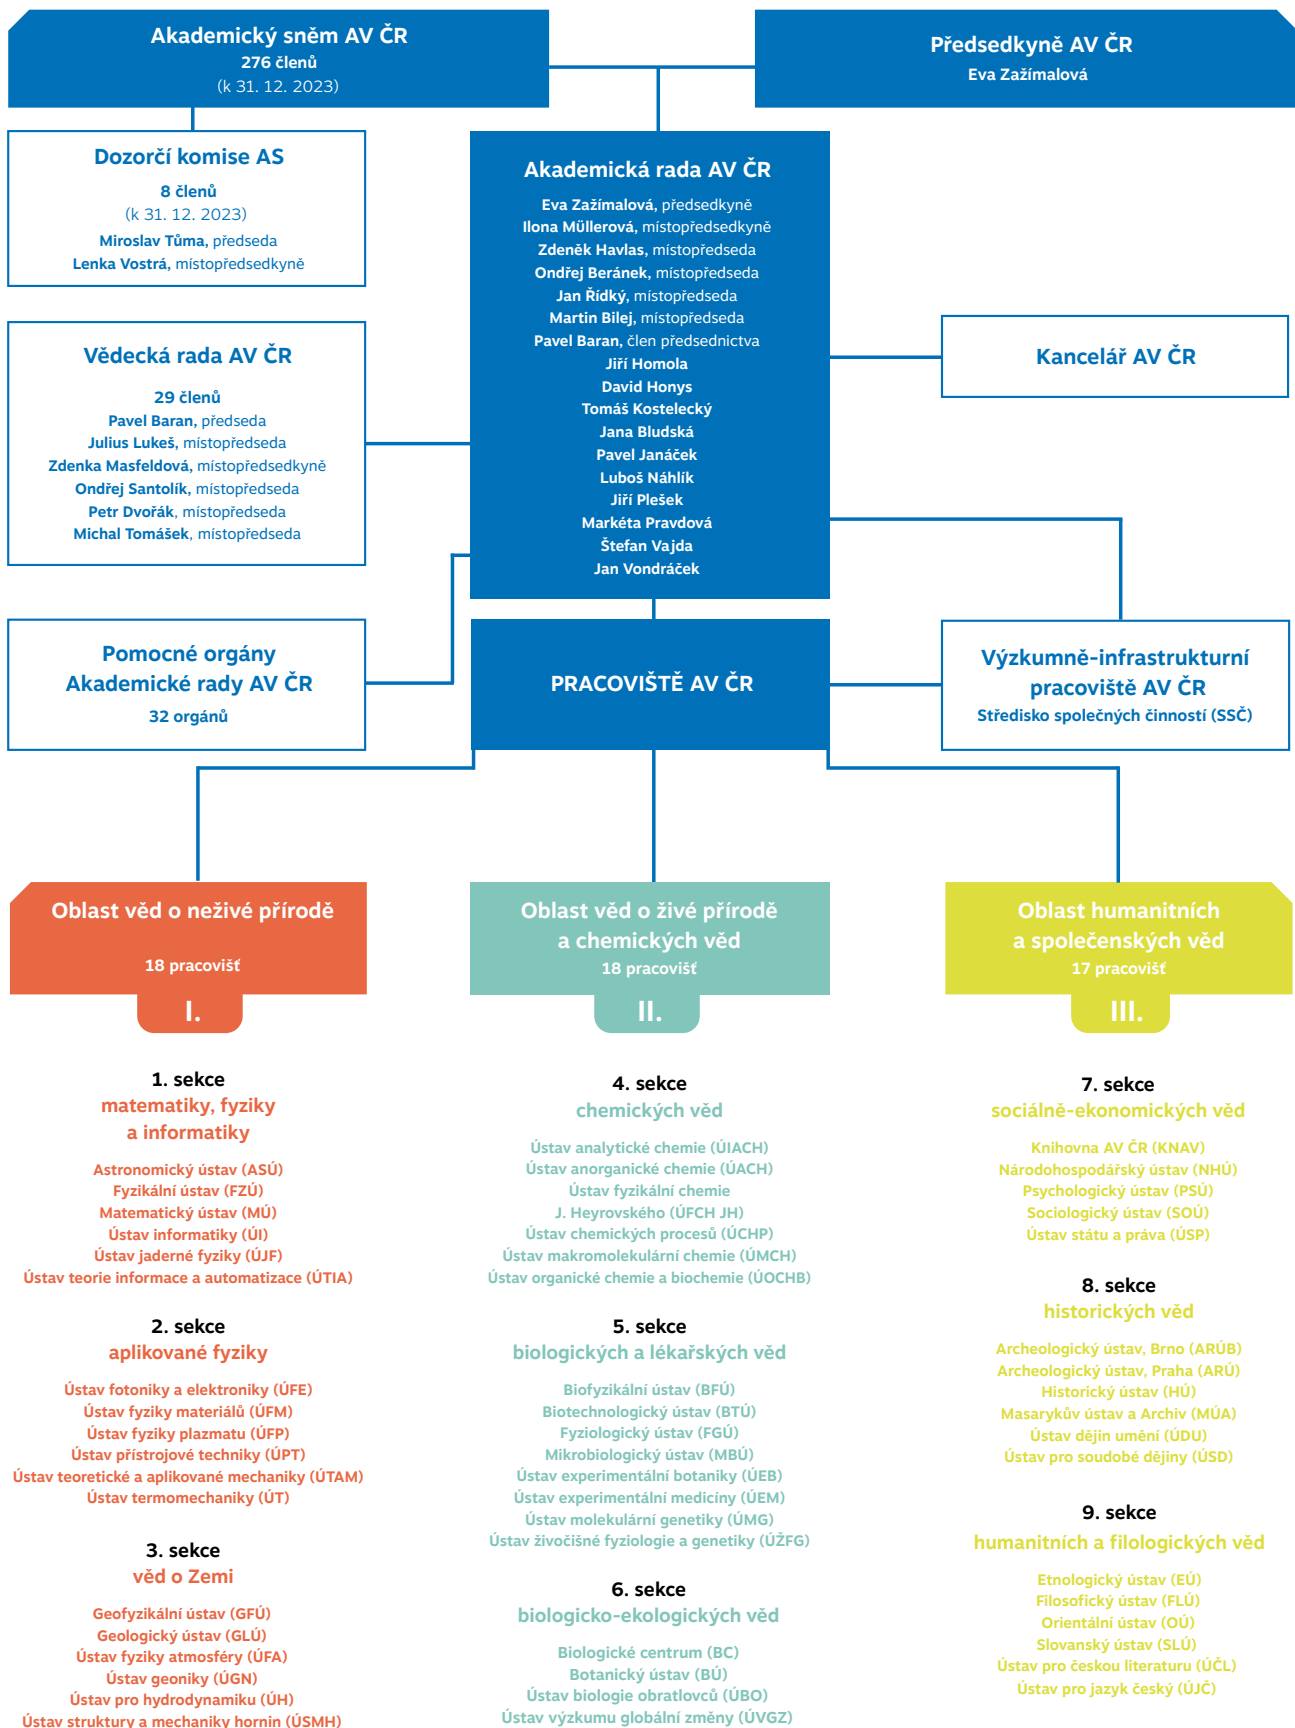 Akademický sněm AV ČR
276 členů
(k 31. 12. 2023)
Předsedkyně AV ČR
Eva Zažímalová
Dozorčí komise AS
8 členů
(k 31. 12. 2023)
Miroslav Tůma, předseda
Lenka Vostrá, místopředsedkyně
Akademická rada AV ČR
Eva Zažímalová, předsedkyně
Ilona Müllerová, místopředsedkyně
Zdeněk Havlas, místopředseda
Ondřej Beránek, místopředseda
Jan Řídký, místopředseda
Martin Bilej, místopředseda
Pavel Baran, člen předsednictva
Jiří Homola
David Honys
Tomáš Kostelecký
Jana Bludská
Pavel Janáček
Luboš Náhlík
Jiří Plešek
Markéta Pravdová
Štefan Vajda
Jan Vondráček
Vědecká rada AV ČR
29 členů
Pavel Baran, předseda
Julius Lukeš, místopředseda
Zdenka Masfeldová, místopředsedkyně
Ondřej Santolík, místopředseda
Petr Dvořák, místopředseda
Michal Tomášek, místopředseda
Kancelář AV ČR
Pomocné orgány
Akademické rady AV ČR
32 orgánů
PRACOVIŠTĚ AV ČR
Výzkumně-infrastrukturní
pracoviště AV ČR
Středisko společných činností (SSČ)
Oblast věd o neživé přírodě
18 pracovišť
I.
1. sekce
matematiky, fyziky
a informatiky
Astronomický ústav (ASÚ)
Fyzikální ústav (FZÚ)
Matematický ústav (MÚ)
Ústav informatiky (ÚI)
Ústav jaderné fyziky (ÚJF)
Ústav teorie informace a automatizace (ÚTIA)
2. sekce
aplikované fyziky
Ústav fotoniky a elektroniky (ÚFE)
Ústav fyziky materiálů (ÚFM)
Ústav fyziky plazmatu (ÚFP)
Ústav přístrojové techniky (ÚPT)
Ústav teoretické a aplikované mechaniky (ÚTAM)
Ústav termomechaniky (ÚT)
3. sekce
věd o Zemi
Geofyzikální ústav (GFÚ)
Geologický ústav (GLÚ)
Ústav fyziky atmosféry (ÚFA)
Ústav geoniky (ÚGN)
Ústav pro hydrodynamiku (ÚH)
Ústav struktury a mechaniky hornin (ÚSMH)
Oblast věd o živé přírodě
a chemických věd
18 pracovišť
II.
4. sekce
chemických věd
Ústav analytické chemie (ÚIACH)
Ústav anorganické chemie (ÚACH)
Ústav fyzikální chemie
J. Heyrovského (ÚFCH JH)
Ústav chemických procesů (ÚCHP)
Ústav makromolekulární chemie (ÚMCH)
Ústav organické chemie a biochemie (ÚOCHB)
5. sekce
biologických a lékařských věd
Biofyzikální ústav (BFÚ)
Biotechnologický ústav (BTÚ)
Fyziologický ústav (FGÚ)
Mikrobiologický ústav (MBÚ)
Ústav experimentální botaniky (ÚEB)
Ústav experimentální medicíny (ÚEM)
Ústav molekulární genetiky (ÚMG)
Ústav živočišné fyziologie a genetiky (ÚŽFG)
6. sekce
biologicko-ekologických věd
Biologické centrum (BC)
Botanický ústav (BÚ)
Ústav biologie obratlovců (ÚBO)
Ústav výzkumu globální změny (ÚVGZ)
Oblast humanitních
a společenských věd
17 pracovišť
III.
7. sekce
sociálně-ekonomických věd
Knihovna AV ČR (KNAV)
Národohospodářský ústav (NHÚ)
Psychologický ústav (PSÚ)
Sociologický ústav (SOÚ)
Ústav státu a práva (ÚSP)
8. sekce
historických věd
Archeologický ústav, Brno (ARÚB)
Archeologický ústav, Praha (ARÚ)
Historický ústav (HÚ)
Masarykův ústav a Archiv (MÚA)
Ústav dějin umění (ÚDU)
Ústav pro soudobé dějiny (ÚSD)
9. sekce
humanitních a filologických věd
Etnologický ústav (EÚ)
Filosofický ústav (FLÚ)
Orientální ústav (OÚ)
Slovanský ústav (SLÚ)
Ústav pro českou literaturu (ÚČL)
Ústav pro jazyk český (ÚJČ)